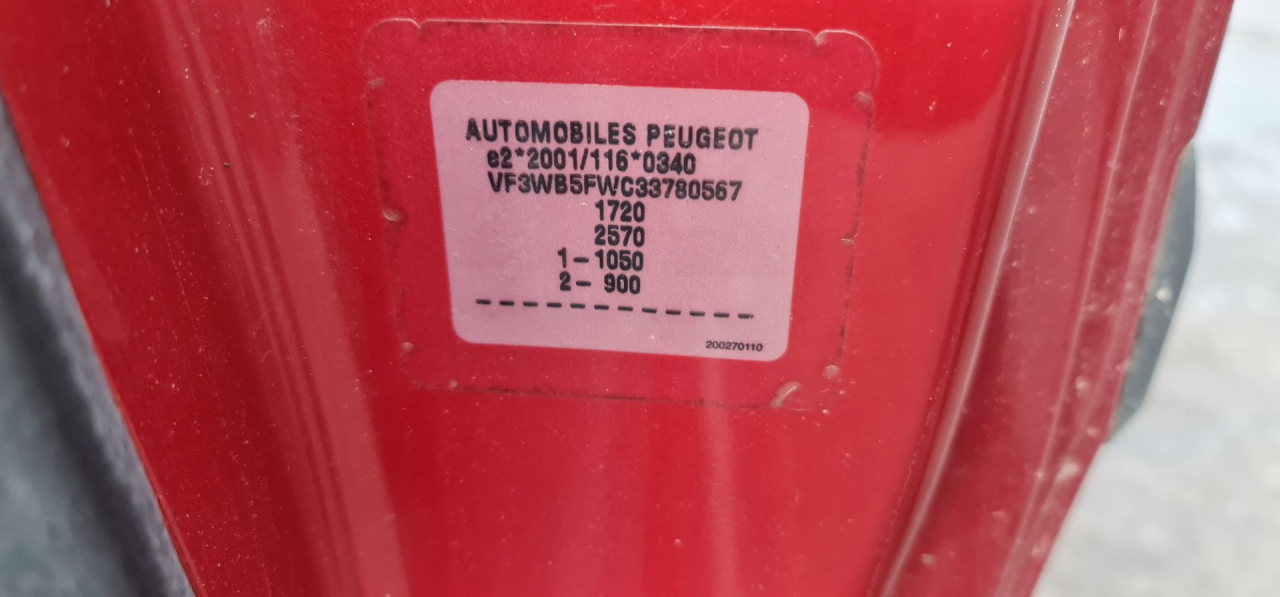 AUTOMOBILES PEUGEOT
e2*2001/116*0340
VF3WB5FWC33780567
1720
2570
1- 1050
2- 900
------------
200270110